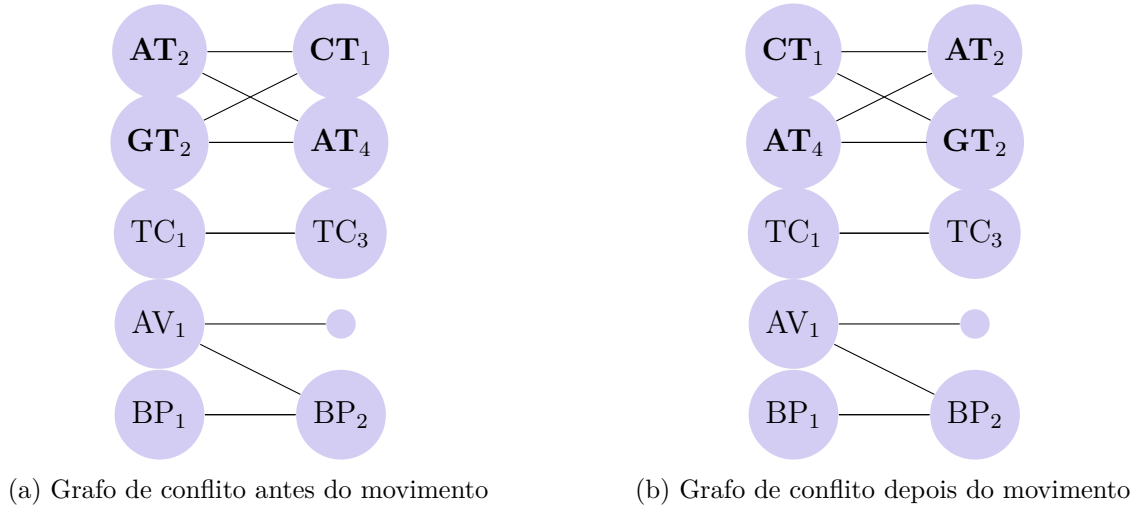 AT₂ CT₁
GT₂ AT₄
TC₁ TC₃
AV₁
BP₁ BP₂
(a) Grafo de conflito antes do movimento
CT₁ AT₂
AT₄ GT₂
TC₁ TC₃
AV₁
BP₁ BP₂
(b) Grafo de conflito depois do movimento